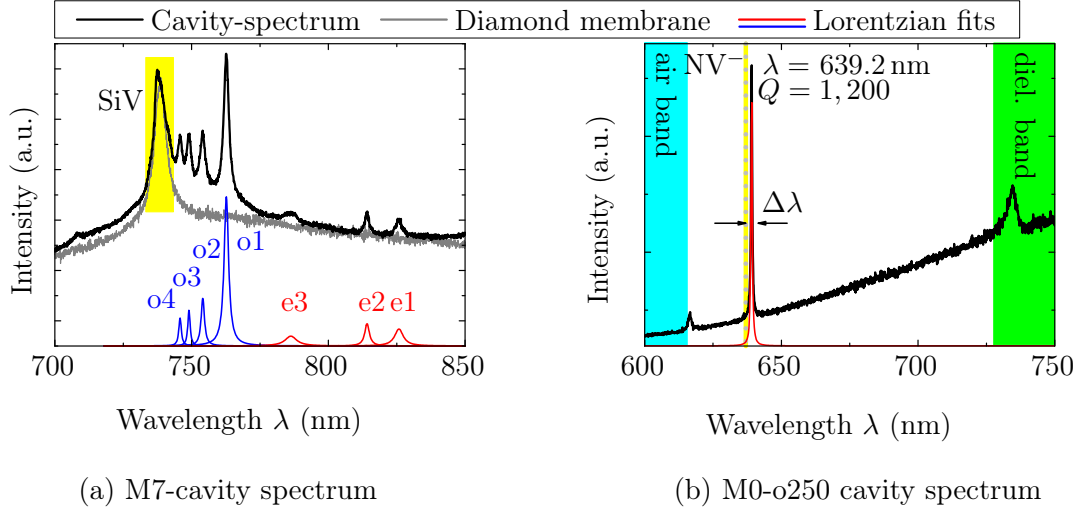 Cavity-spectrum Diamond membrane Lorentzian fits
SiV
o4
o3
o2
o1
e3
e2
e1
Intensity (a.u.)
700 750 800 850
Wavelength λ (nm)
(a) M7-cavity spectrum
air band
NV⁻
λ = 639.2 nm
Q = 1,200
diel. band
Δλ
Intensity (a.u.)
600 650 700 750
Wavelength λ (nm)
(b) M0-o250 cavity spectrum